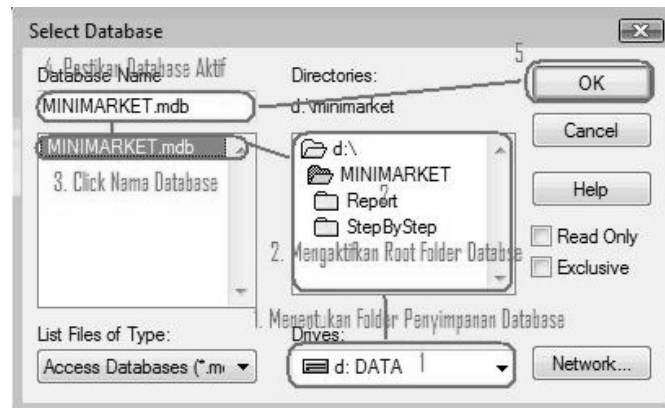 Select Database
4. Pastikan Database Aktif
5
Database Name
Directories:
OK
MINIMARKET.mdb
d:\minimarket
MINIMARKET.mdb
d:\
Cancel
3. Click Nama Database
MINIMARKET
Report
2
StepByStep
Help
2. Mengaktifkan Root Folder Databse
Read Only
Exclusive
1. Menentukan Folder Penyimpanan Database
List Files of Type:
Drives:
Access Databases (*.m
d: DATA
1
Network...